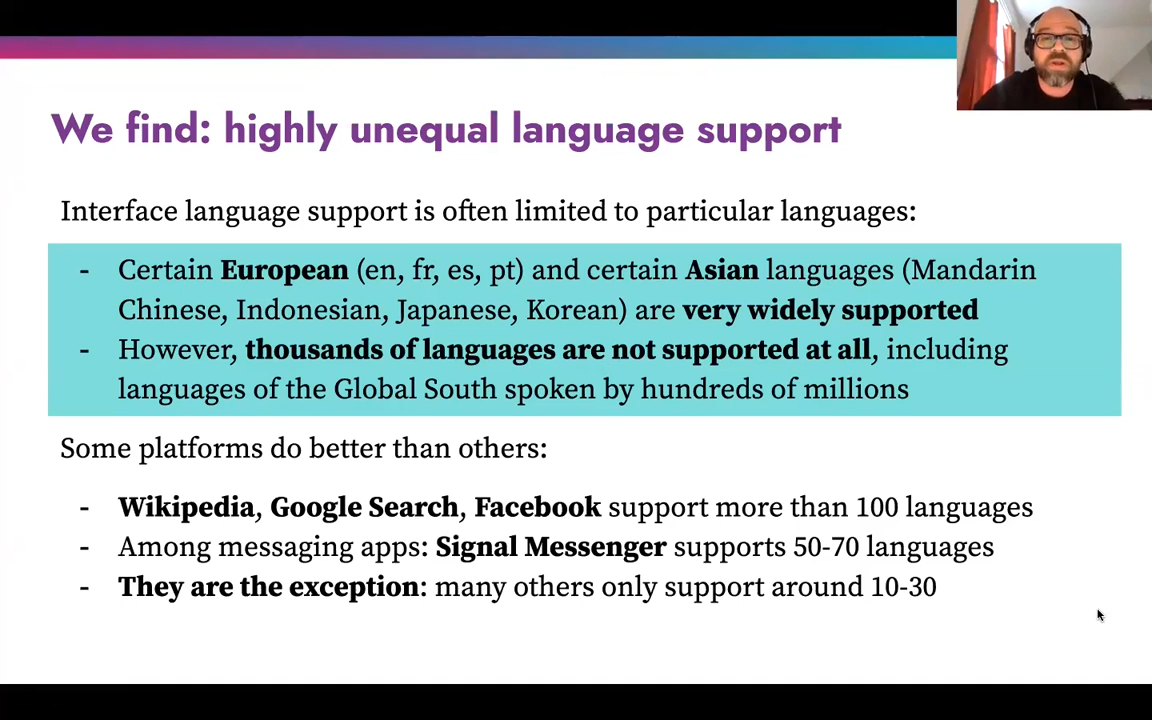 We find: highly unequal language support
Interface language support is often limited to particular languages:
- Certain European (en, fr, es, pt) and certain Asian languages (Mandarin
Chinese, Indonesian, Japanese, Korean) are very widely supported
- However, thousands of languages are not supported at all, including
languages of the Global South spoken by hundreds of millions
Some platforms do better than others:
- Wikipedia, Google Search, Facebook support more than 100 languages
- Among messaging apps: Signal Messenger supports 50-70 languages
- They are the exception: many others only support around 10-30